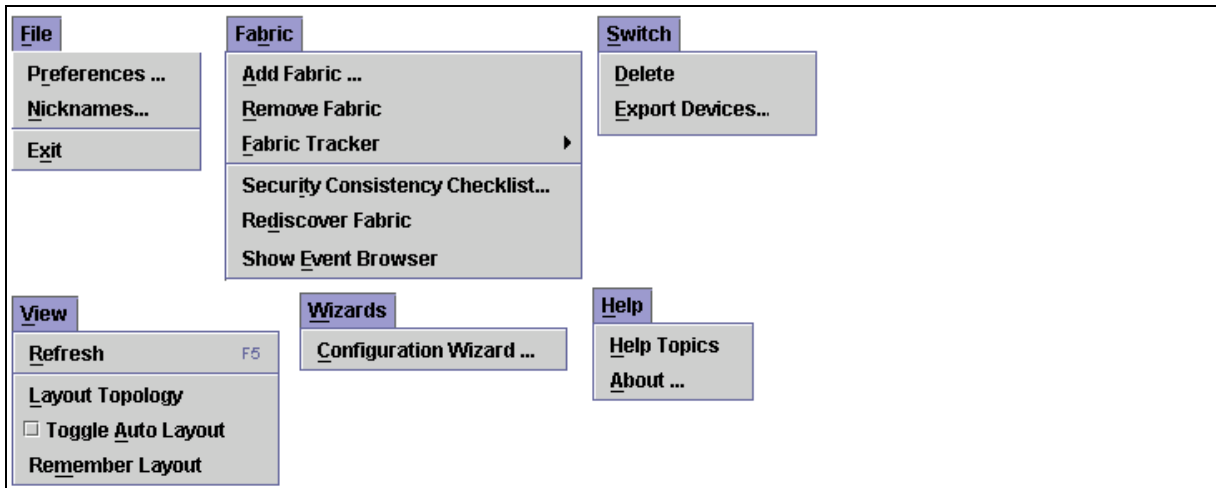 File
Preferences ...
Nicknames...
Exit
Fabric
Add Fabric ...
Remove Fabric
Fabric Tracker
Security Consistency Checklist...
Rediscover Fabric
Show Event Browser
Switch
Delete
Export Devices...
View
Refresh F5
Layout Topology
Toggle Auto Layout
Remember Layout
Wizards
Configuration Wizard ...
Help
Help Topics
About ...